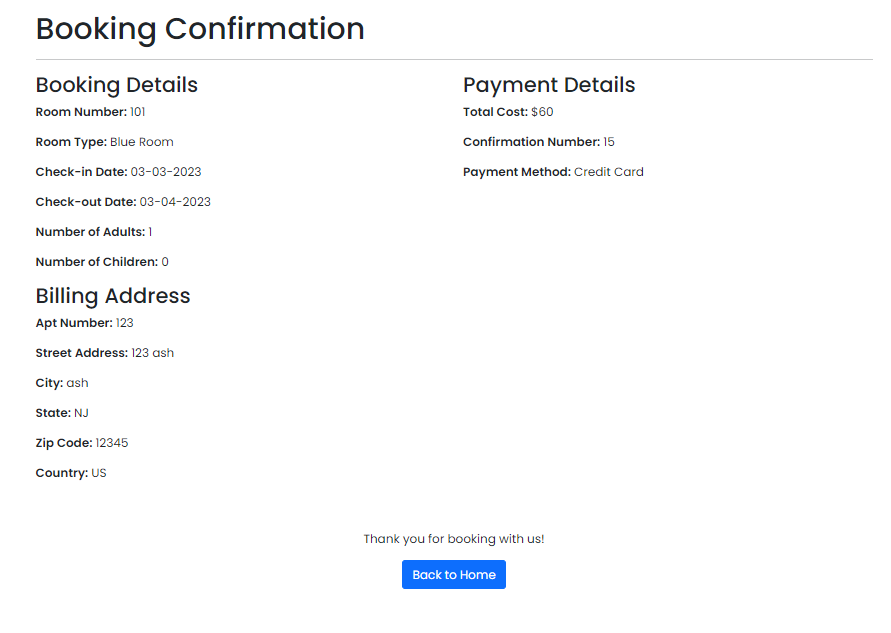 Booking Confirmation
Booking Details
Room Number: 101
Room Type: Blue Room
Check-in Date: 03-03-2023
Check-out Date: 03-04-2023
Number of Adults: 1
Number of Children: 0
Payment Details
Total Cost: $60
Confirmation Number: 15
Payment Method: Credit Card
Billing Address
Apt Number: 123
Street Address: 123 ash
City: ash
State: NJ
Zip Code: 12345
Country: US
Thank you for booking with us!
Back to Home